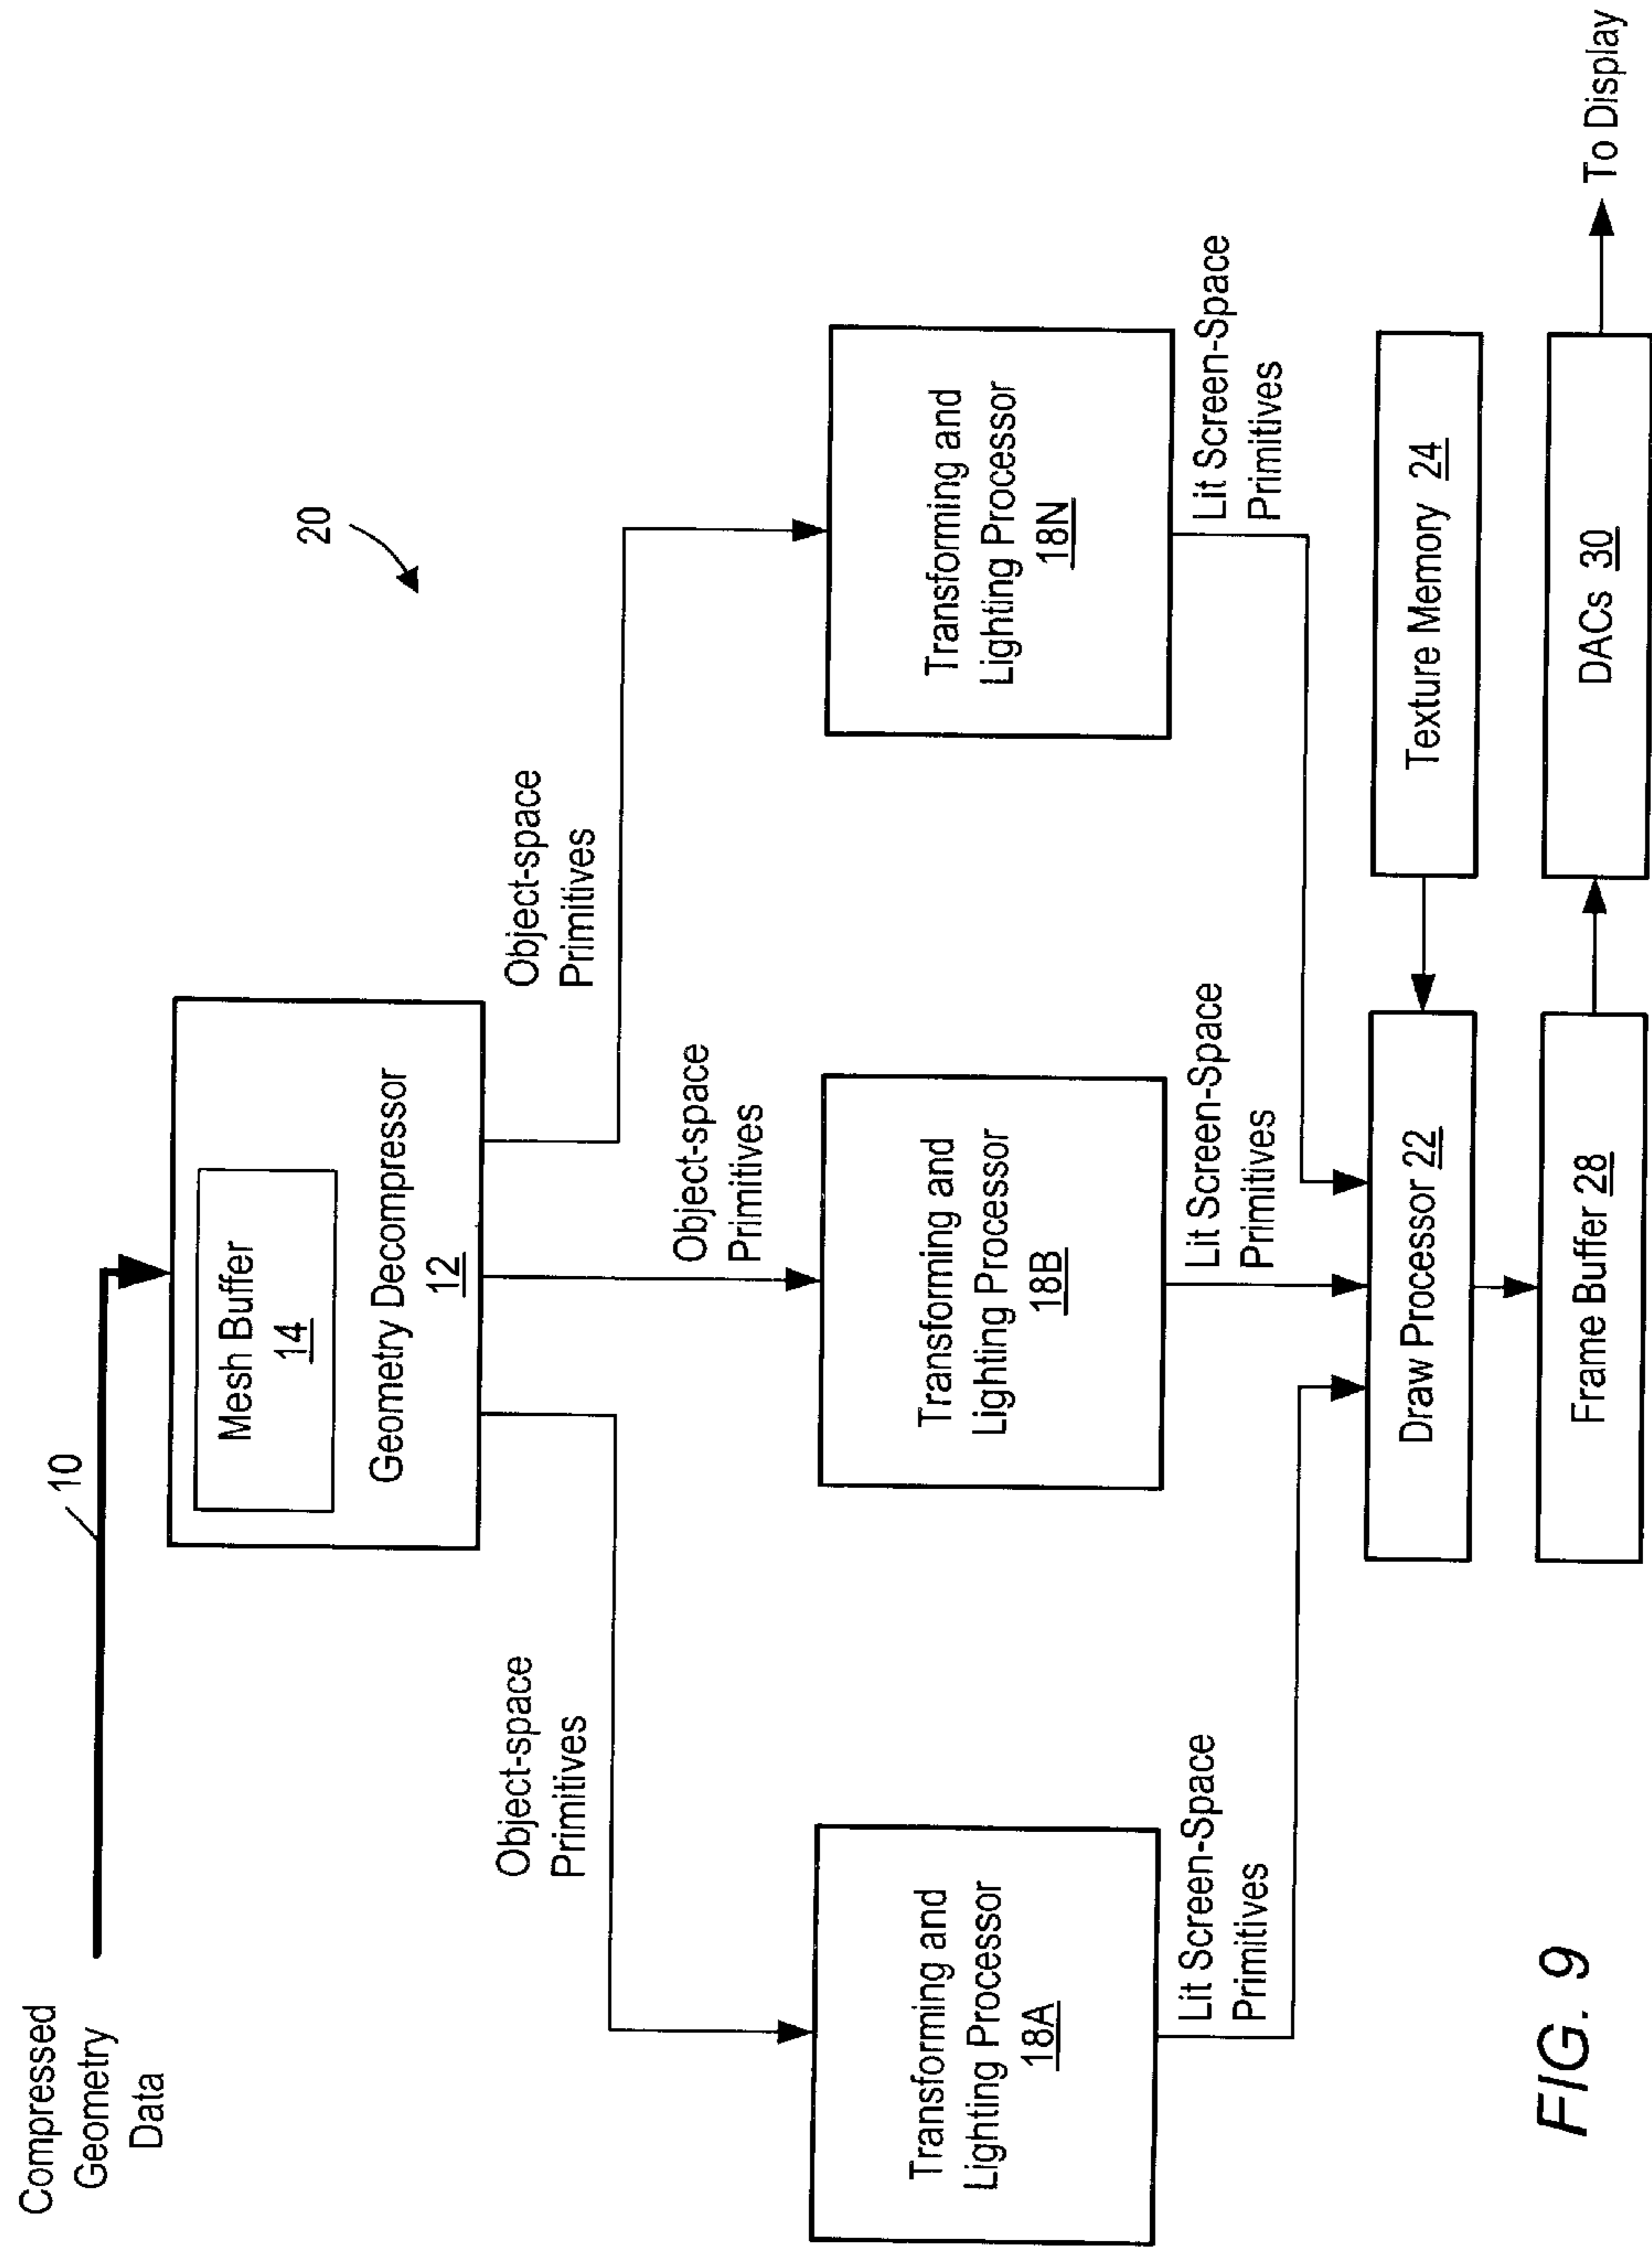 Compressed
Geometry
Data
10
20
Mesh Buffer
14
Geometry Decompressor
12
Object-space
Primitives
Object-space
Primitives
Object-space
Primitives
Transforming and
Lighting Processor
18A
Transforming and
Lighting Processor
18B
Transforming and
Lighting Processor
18N
Lit Screen-Space
Primitives
Lit Screen-Space
Primitives
Lit Screen-Space
Primitives
Draw Processor 22
Texture Memory 24
Frame Buffer 28
DACs 30
To Display
FIG. 9